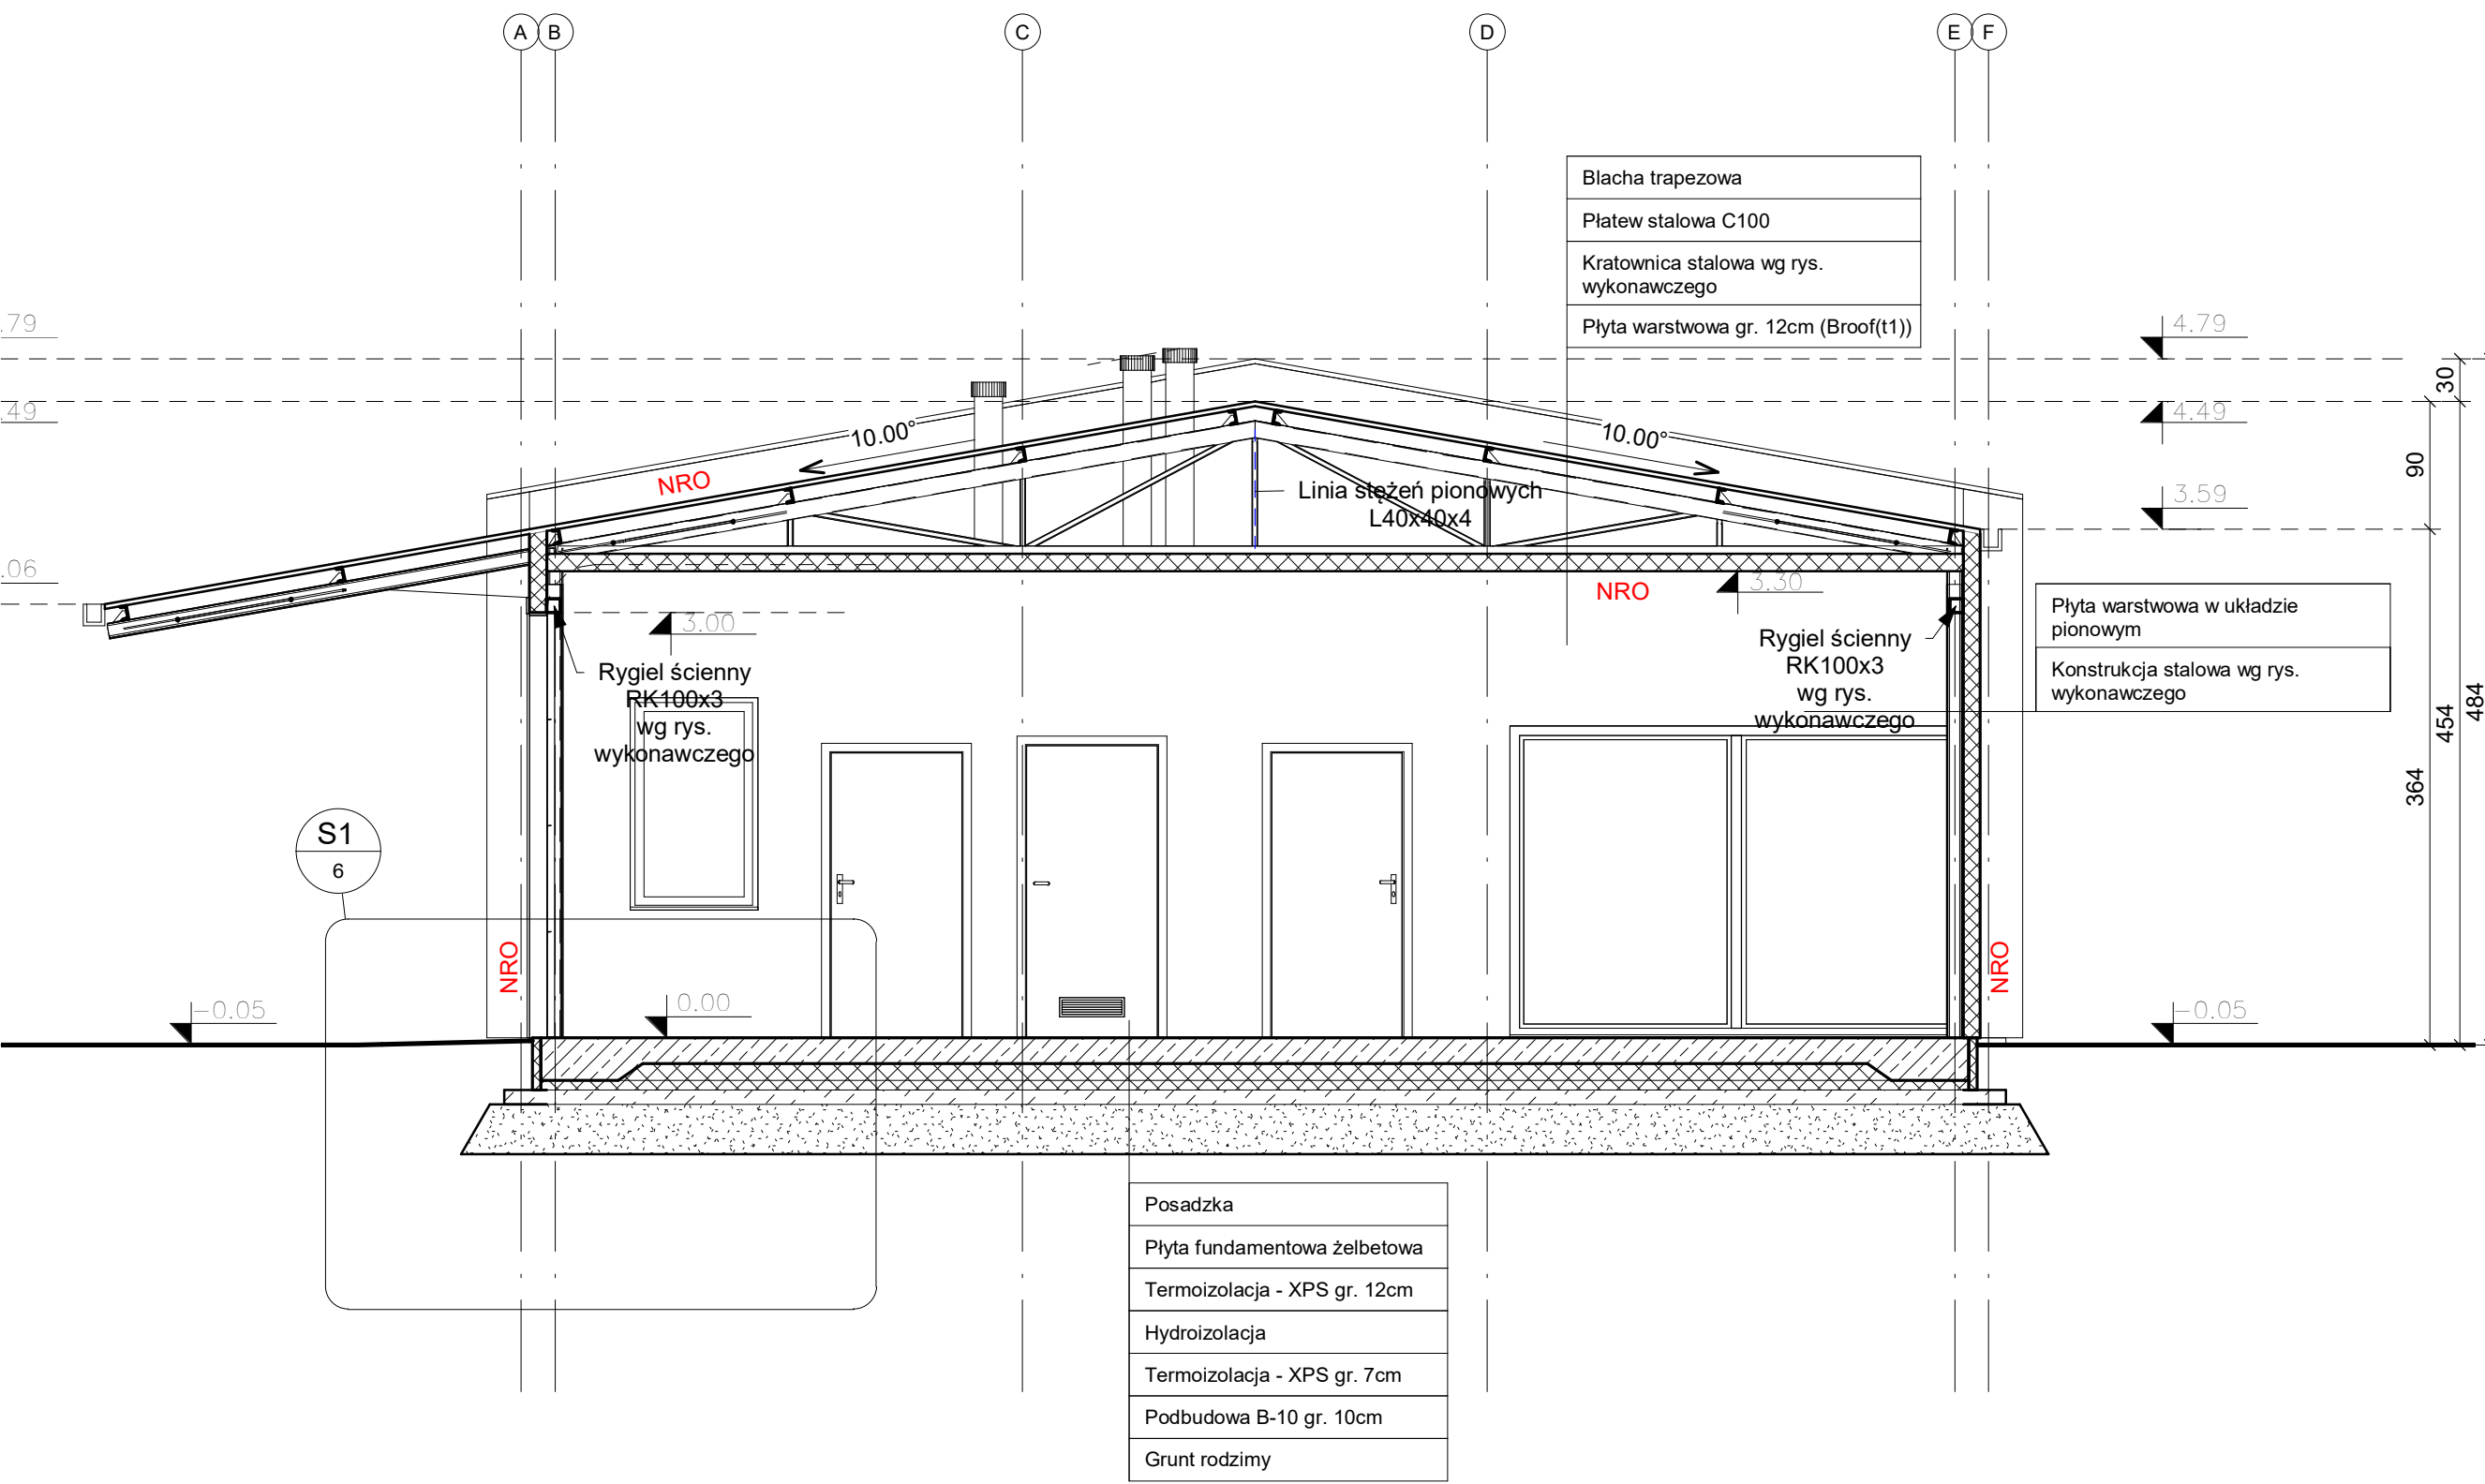 A B C D E F
Blacha trapezowa
Płatew stalowa C100
Kratownica stalowa wg rys.
wykonawczego
Płyta warstwowa gr. 12cm (Broof(t1))
.79
4.79
30
.49
4.49
10.00°
10.00°
90
NRO
Linia stężeń pionowych
L40x40x4
3.59
.06
NRO
3.30
3.00
Płyta warstwowa w układzie
pionowym
Konstrukcja stalowa wg rys.
wykonawczego
Rygiel ścienny
RK100x3
wg rys.
wykonawczego
Rygiel ścienny
RK100x3
wg rys.
wykonawczego
484
454
364
S1
6
NRO
NRO
-0.05
0.00
-0.05
Posadzka
Płyta fundamentowa żelbetowa
Termoizolacja - XPS gr. 12cm
Hydroizolacja
Termoizolacja - XPS gr. 7cm
Podbudowa B-10 gr. 10cm
Grunt rodzimy